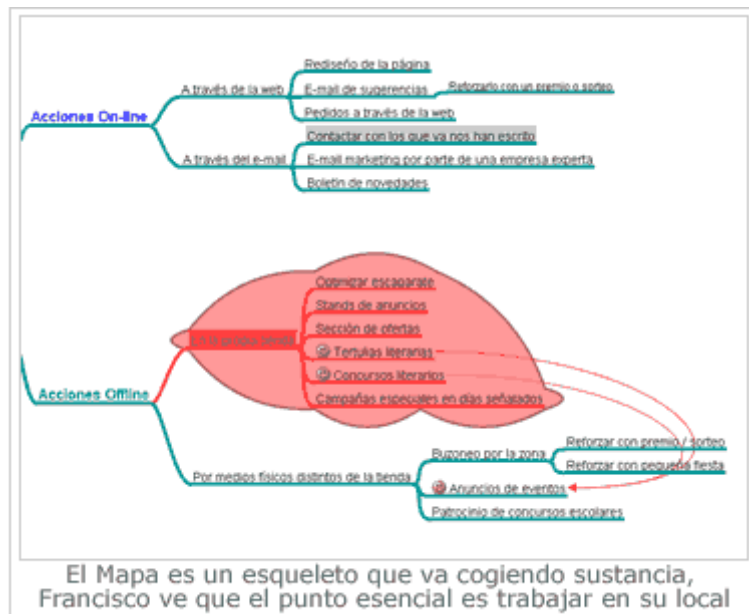 Rediseño de la página
A través de la web
E-mail de sugerencias
Reforzarlo con un premio o sorteo
Pedidos a través de la web
Acciones On-line
Contactar con los que ya nos han escrito
A través del e-mail
E-mail marketing por parte de una empresa experta
Boletín de novedades
Optimizar escaparate
Stands de anuncios
Sección de ofertas
En la propia tienda
Tertulias literarias
Concursos literarios
Campañas especiales en días señalados
Acciones Offline
Por medios físicos distintos de la tienda
Buzoneo por la zona
Reforzar con premio / sorteo
Reforzar con pequeña fiesta
Anuncios de eventos
Patrocinio de concursos escolares
El Mapa es un esqueleto que va cogiendo sustancia,
Francisco ve que el punto esencial es trabajar en su local